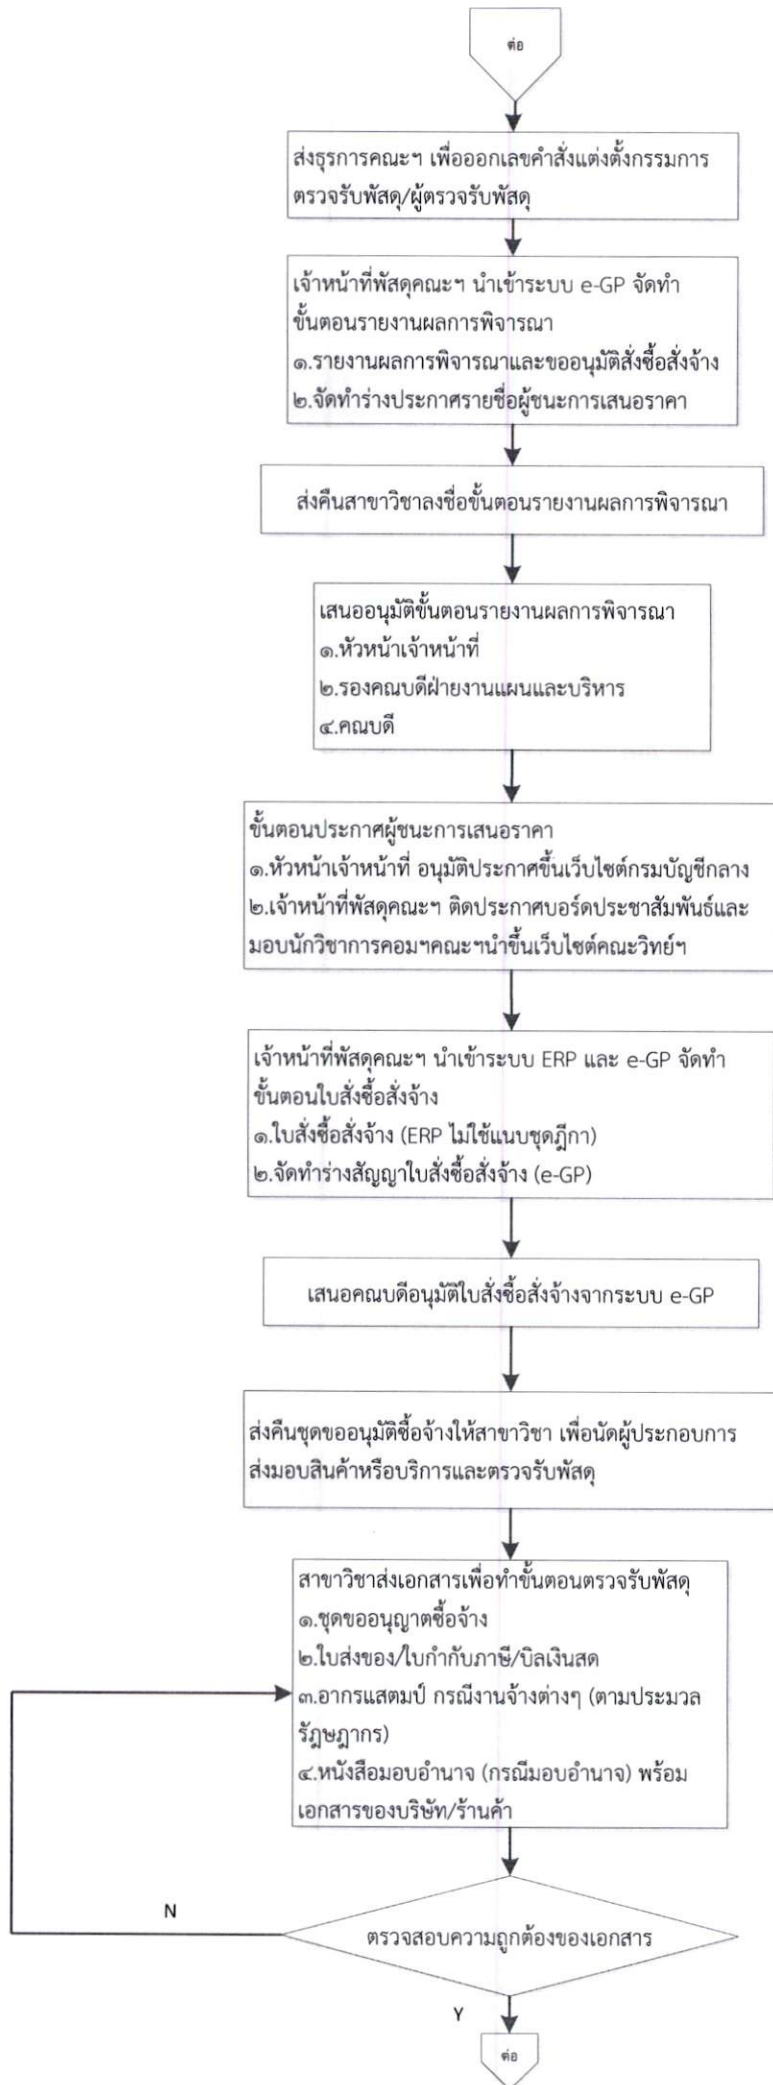 ต่อ
ส่งธุรการคณะฯ เพื่อออกเลขคำสั่งแต่งตั้งกรรมการ
ตรวจรับพัสดุ/ผู้ตรวจรับพัสดุ
เจ้าหน้าที่พัสดุคณะฯ นำเข้าระบบ e-GP จัดทำ
ขั้นตอนรายงานผลการพิจารณา
๑.รายงานผลการพิจารณาและขออนุมัติสั่งซื้อสั่งจ้าง
๒.จัดทำร่างประกาศรายชื่อผู้ชนะการเสนอราคา
ส่งคืนสาขาวิชาลงชื่อขั้นตอนรายงานผลการพิจารณา
เสนออนุมัติขั้นตอนรายงานผลการพิจารณา
๑.หัวหน้าเจ้าหน้าที่
๒.รองคณบดีฝ่ายงานแผนและบริหาร
๔.คณบดี
ขั้นตอนประกาศผู้ชนะการเสนอราคา
๑.หัวหน้าเจ้าหน้าที่ อนุมัติประกาศขึ้นเว็บไซต์กรมบัญชีกลาง
๒.เจ้าหน้าที่พัสดุคณะฯ ติดประกาศบอร์ดประชาสัมพันธ์และ
มอบนักวิชาการคอมฯคณะฯนำขึ้นเว็บไซต์คณะวิทย์ฯ
เจ้าหน้าที่พัสดุคณะฯ นำเข้าระบบ ERP และ e-GP จัดทำ
ขั้นตอนใบสั่งซื้อสั่งจ้าง
๑.ใบสั่งซื้อสั่งจ้าง (ERP ไม่ใช้แนบชุดฎีกา)
๒.จัดทำร่างสัญญาใบสั่งซื้อสั่งจ้าง (e-GP)
เสนอคณบดีอนุมัติใบสั่งซื้อสั่งจ้างจากระบบ e-GP
ส่งคืนชุดขออนุมัติซื้อจ้างให้สาขาวิชา เพื่อนัดผู้ประกอบการ
ส่งมอบสินค้าหรือบริการและตรวจรับพัสดุ
สาขาวิชาส่งเอกสารเพื่อทำขั้นตอนตรวจรับพัสดุ
๑.ชุดขออนุญาตซื้อจ้าง
๒.ใบส่งของ/ใบกำกับภาษี/บิลเงินสด
๓.อากรแสตมป์ กรณีงานจ้างต่างๆ (ตามประมวล
รัฎษฎากร)
๔.หนังสือมอบอำนาจ (กรณีมอบอำนาจ) พร้อม
เอกสารของบริษัท/ร้านค้า
N
ตรวจสอบความถูกต้องของเอกสาร
Y
ต่อ